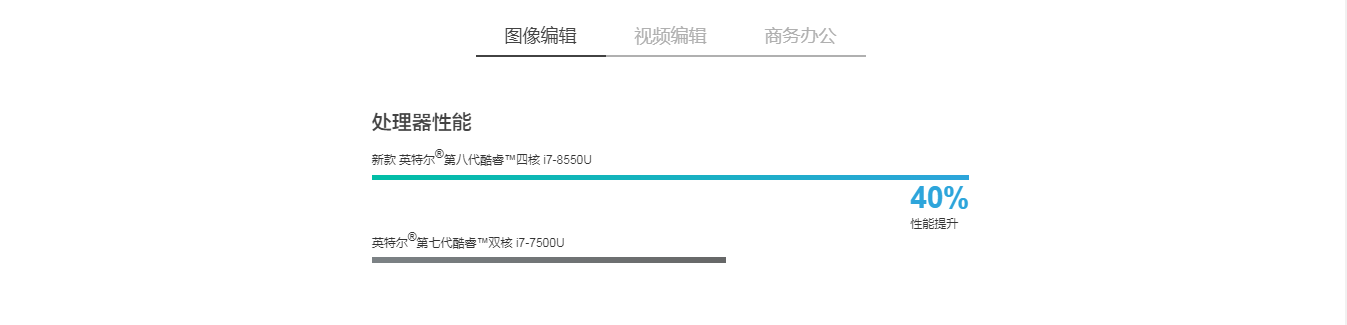 图像编辑 视频编辑 商务办公
处理器性能
新款 英特尔®第八代酷睿™四核 i7-8550U
40%
性能提升
英特尔®第七代酷睿™双核 i7-7500U